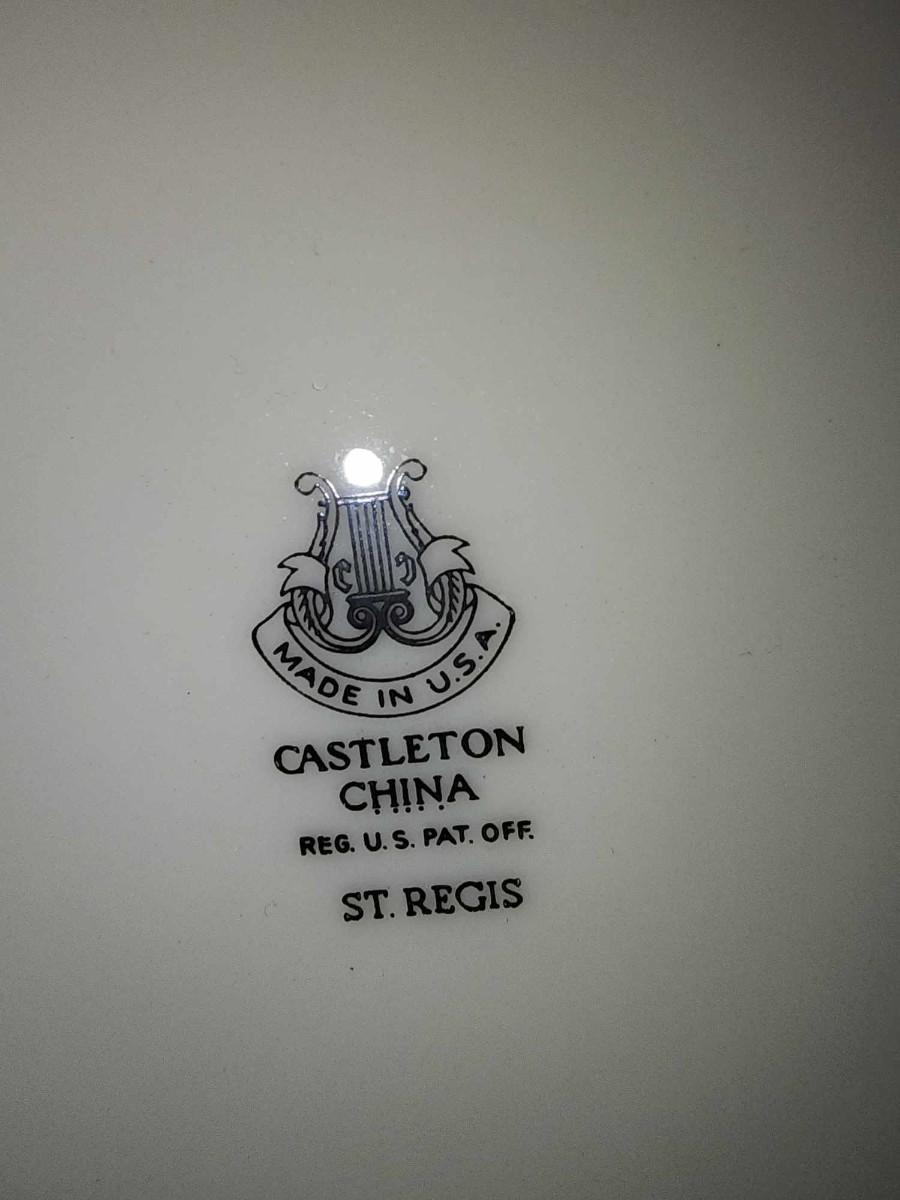 MADE IN U.S.A.
CASTLETON
CHINA
REG. U.S. PAT. OFF.
ST. REGIS